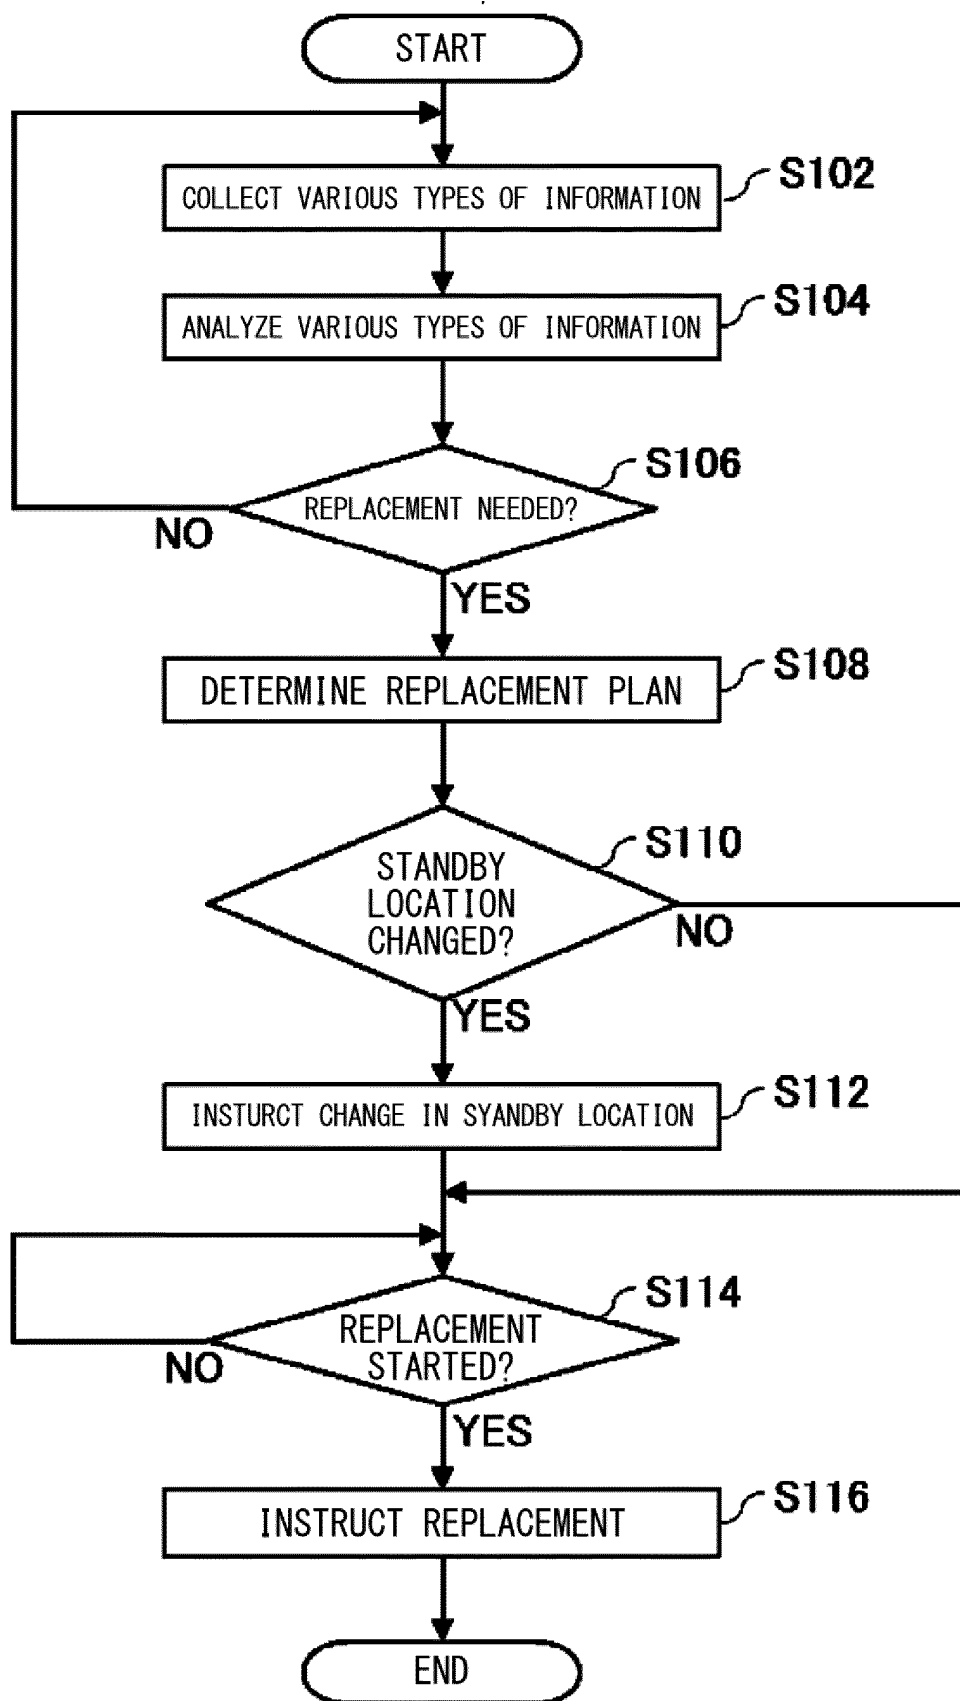 START
S102
COLLECT VARIOUS TYPES OF INFORMATION
S104
ANALYZE VARIOUS TYPES OF INFORMATION
S106
REPLACEMENT NEEDED?
NO
YES
S108
DETERMINE REPLACEMENT PLAN
S110
STANDBY
LOCATION
CHANGED?
NO
YES
S112
INSTURCT CHANGE IN SYANDBY LOCATION
S114
REPLACEMENT
STARTED?
NO
YES
S116
INSTRUCT REPLACEMENT
END